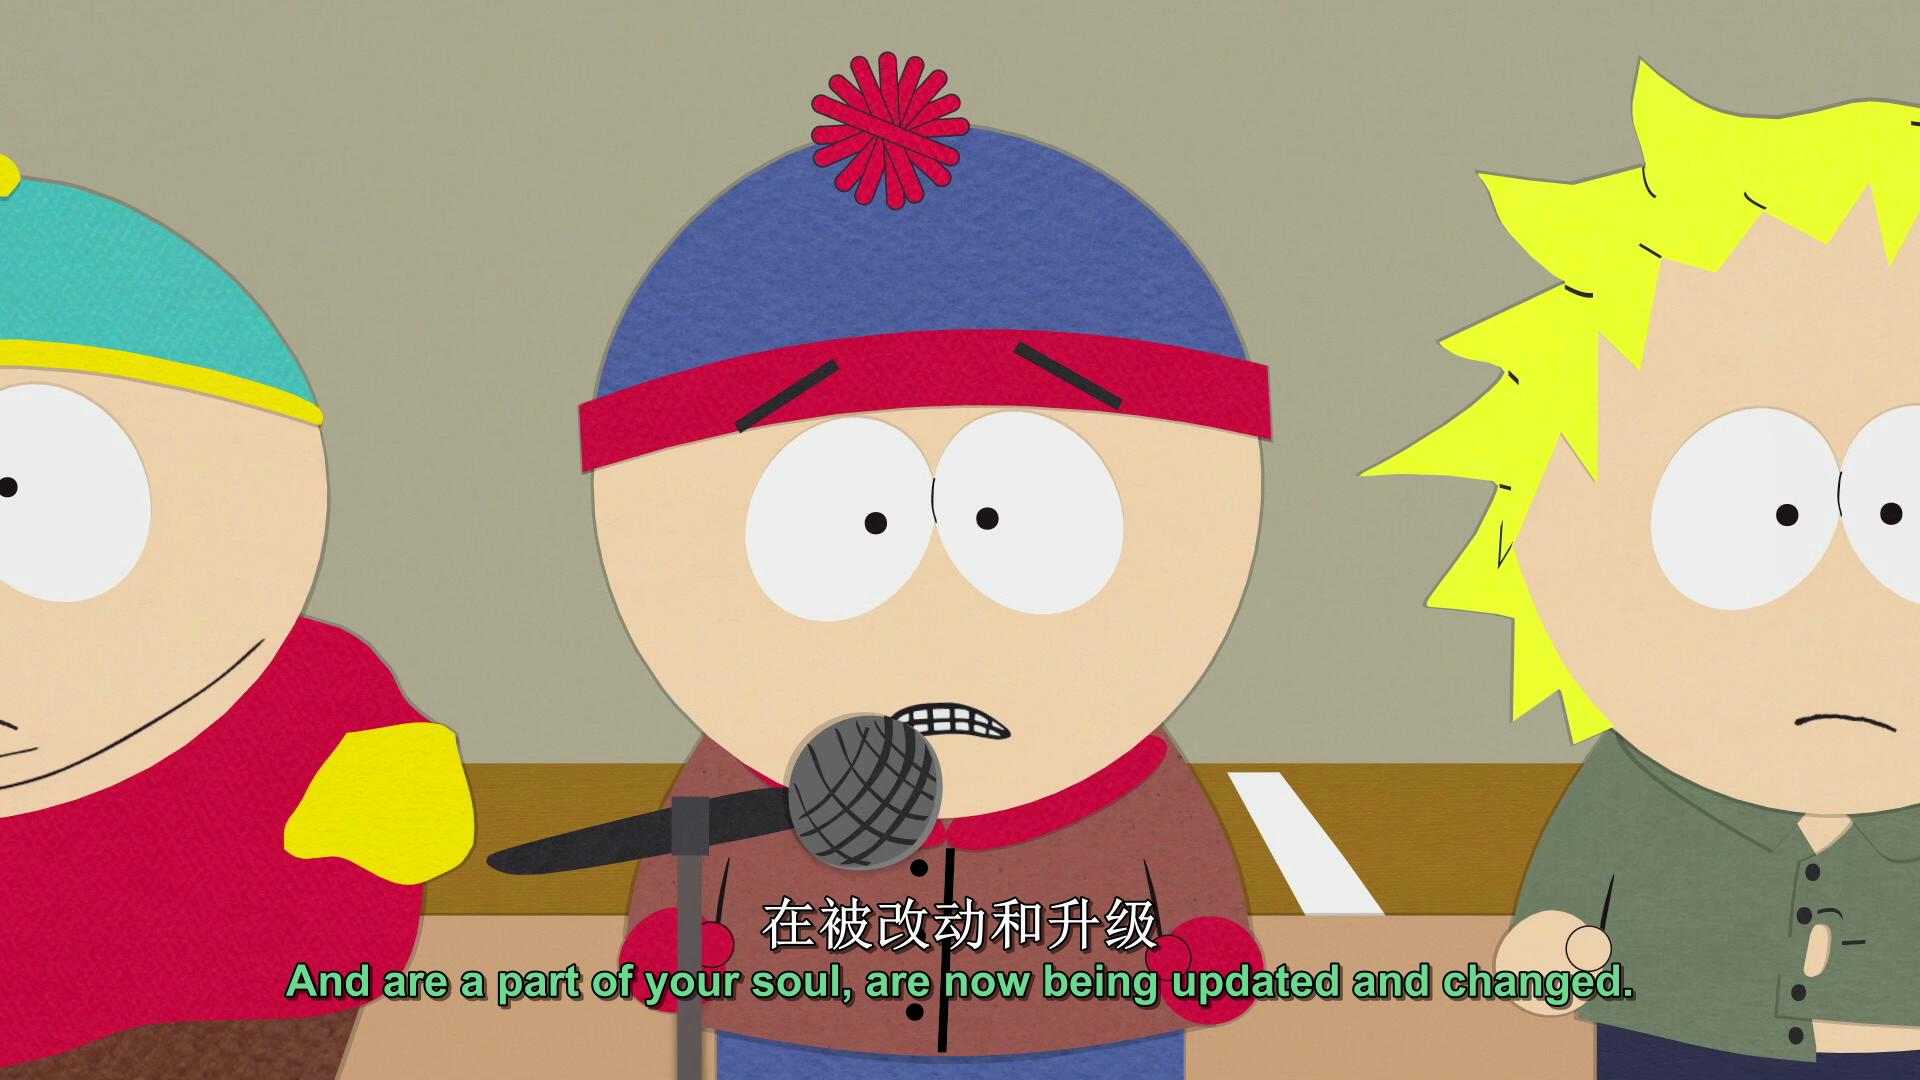 在被改动和升级
And are a part of your soul, are now being updated and changed.